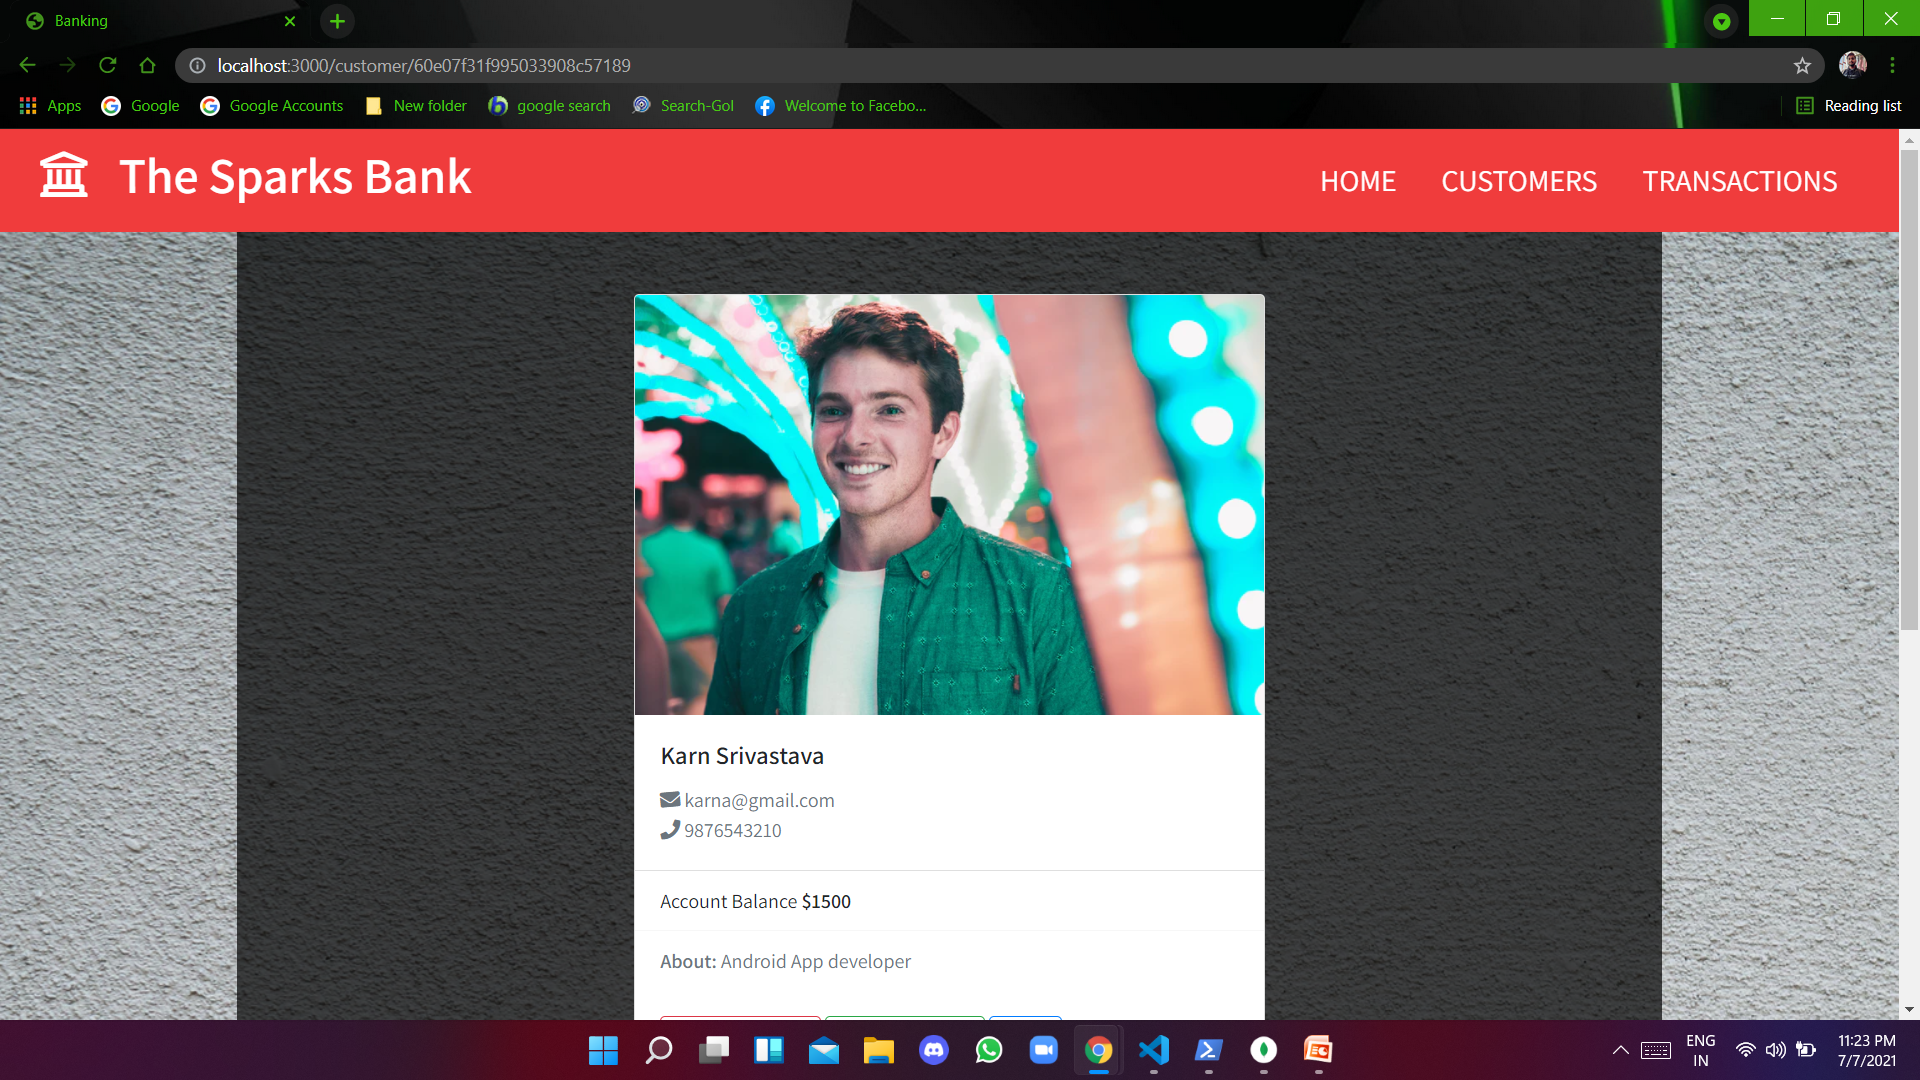 Banking
localhost:3000/customer/60e07f31f995033908c57189
Apps Google Google Accounts New folder google search Search-Gol Welcome to Facebo... Reading list
The Sparks Bank HOME CUSTOMERS TRANSACTIONS
Karn Srivastava
karna@gmail.com
9876543210
Account Balance $1500
About: Android App developer
ENG 11:23 PM
IN 7/7/2021